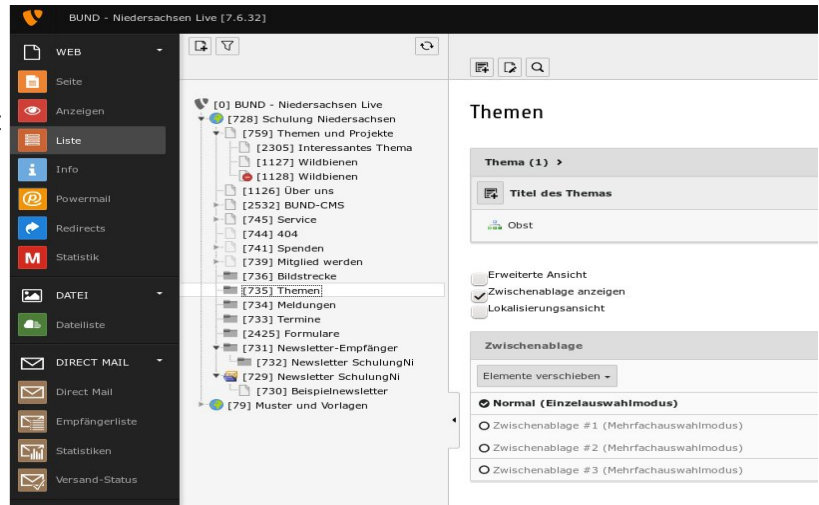 BUND - Niedersachsen Live [7.6.32]
WEB
Seite
Anzeigen
Liste
Info
Powermail
Redirects
M Statistik
DATEI
Dateiliste
DIRECT MAIL
Direct Mail
Empfängerliste
Statistiken
Versand-Status
[0] BUND - Niedersachsen Live
[728] Schulung Niedersachsen
[759] Themen und Projekte
[2305] Interessantes Thema
[1127] Wildbienen
[1128] Wildbienen
[1126] Über uns
[2532] BUND-CMS
[745] Service
[744] 404
[741] Spenden
[739] Mitglied werden
[736] Bildstrecke
[735] Themen
[734] Meldungen
[733] Termine
[2425] Formulare
[731] Newsletter-Empfänger
[732] Newsletter SchulungNi
[729] Newsletter SchulungNi
[730] Beispielnewsletter
[79] Muster und Vorlagen
Themen
Thema (1) >
Titel des Themas
Obst
Erweiterte Ansicht
Zwischenablage anzeigen
Lokalisierungsansicht
Zwischenablage
Elemente verschieben
Normal (Einzelauswahlmodus)
Zwischenablage #1 (Mehrfachauswahlmodus)
Zwischenablage #2 (Mehrfachauswahlmodus)
Zwischenablage #3 (Mehrfachauswahlmodus)